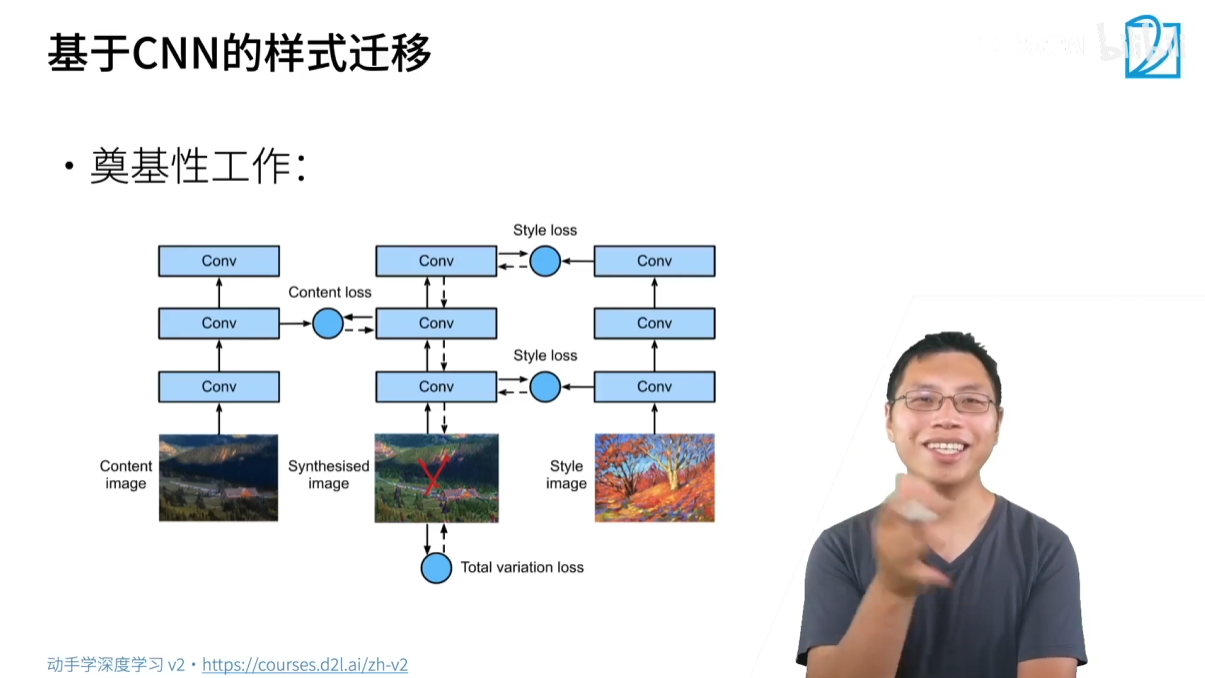 基于CNN的样式迁移
• 奠基性工作：
Style loss
Conv
Conv
Conv
Content loss
Conv
Conv
Conv
Style loss
Conv
Conv
Conv
Content image
Synthesised image
Style image
Total variation loss
动手学深度学习 v2 • https://courses.d2l.ai/zh-v2